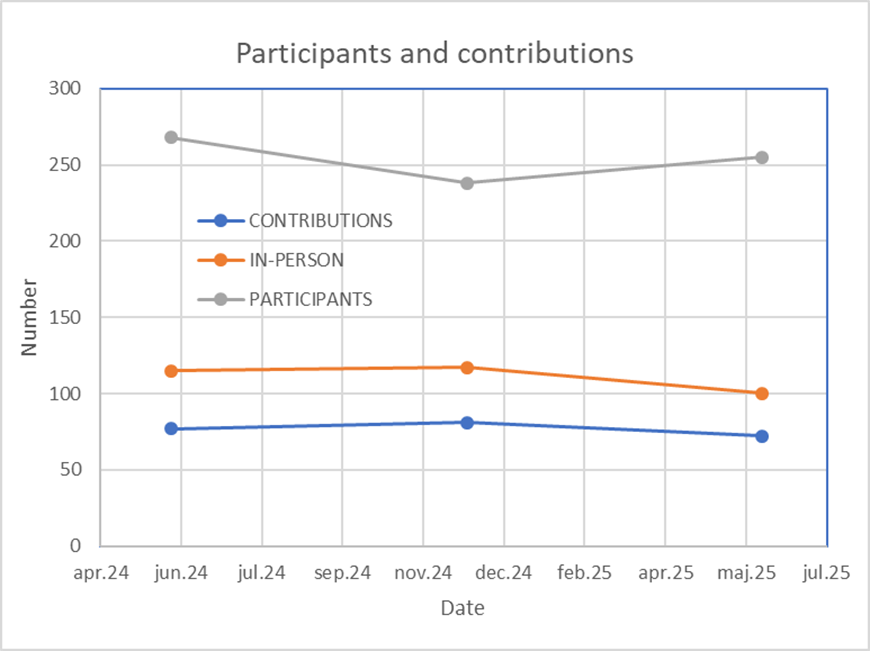 Participants and contributions
300
250
200
150
100
50
0
Number
CONTRIBUTIONS
IN-PERSON
PARTICIPANTS
apr.24 jun.24 jul.24 sep.24 nov.24 dec.24 feb.25 apr.25 maj.25 jul.25
Date